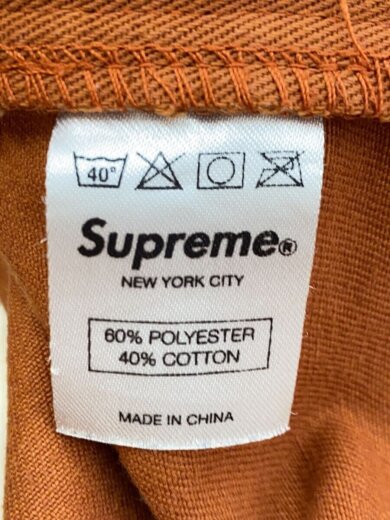 40°
Supreme®
NEW YORK CITY
60% POLYESTER
40% COTTON
MADE IN CHINA